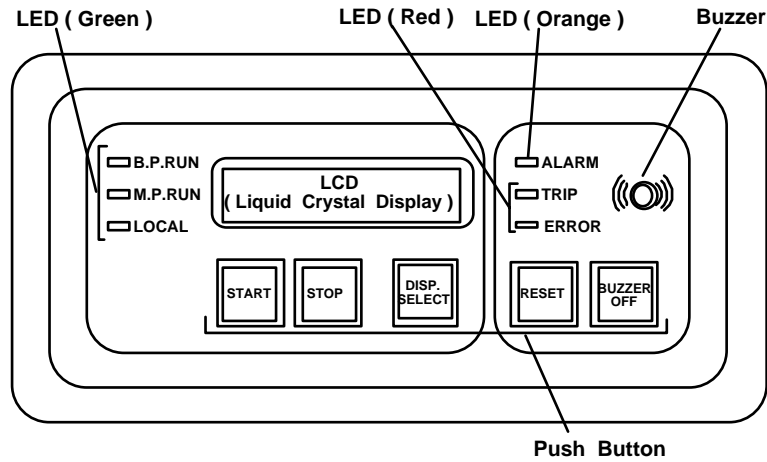 LED ( Green )
LED ( Red )
LED ( Orange )
Buzzer
B.P.RUN
M.P.RUN
LOCAL
LCD
( Liquid Crystal Display )
ALARM
TRIP
ERROR
START
STOP
DISP.
SELECT
RESET
BUZZER
OFF
Push Button